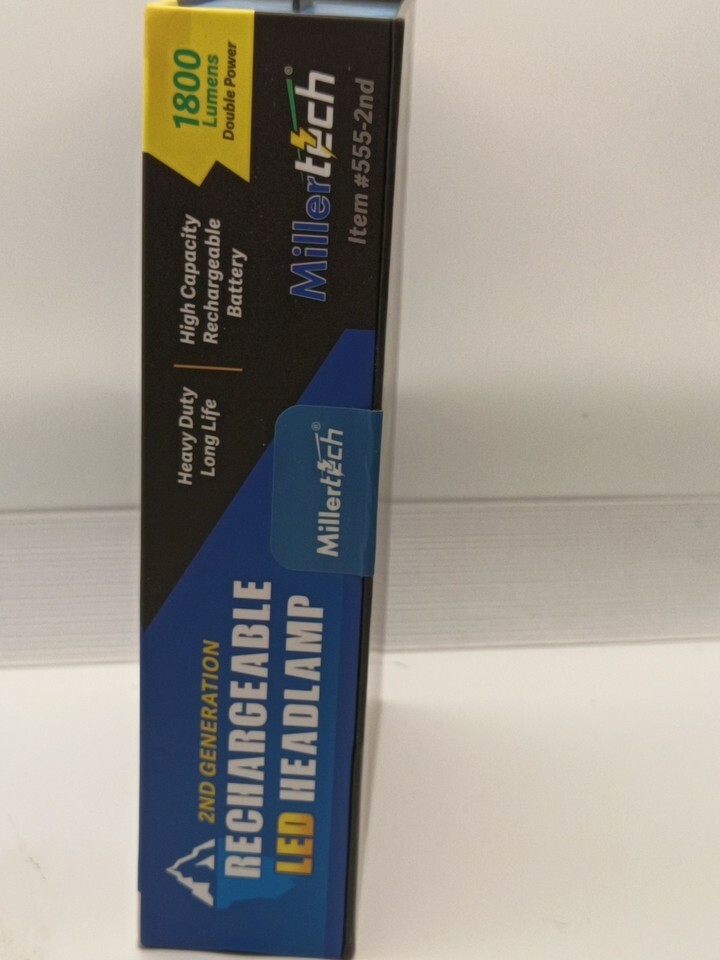 2ND GENERATION
RECHARGEABLE
LED HEADLAMP
Millertech®
Heavy Duty
Long Life
High Capacity
Rechargeable
Battery
Millertech®
Item #555-2nd
1800
Lumens
Double Power